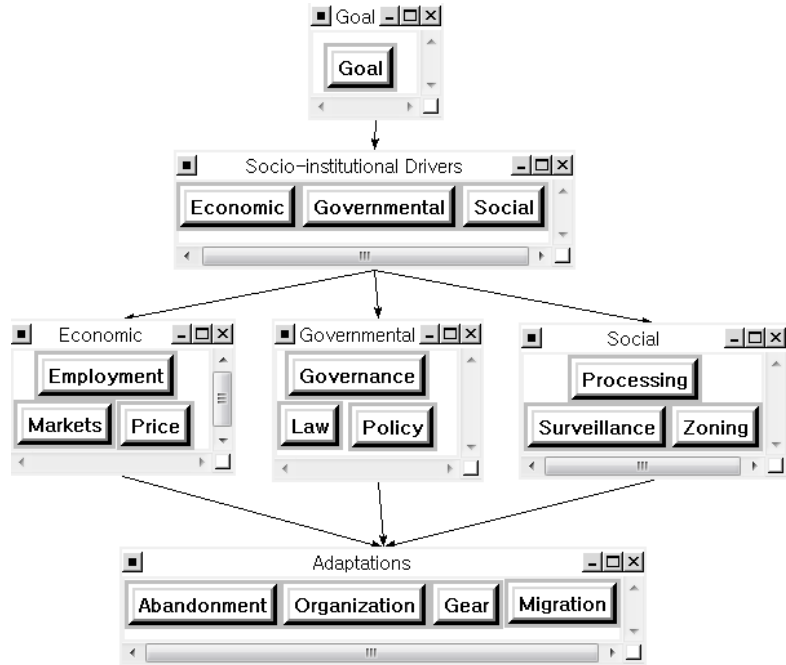 Goal
Goal
Socio-institutional Drivers
Economic Governmental Social
Economic
Employment
Markets Price
Governmental
Governance
Law Policy
Social
Processing
Surveillance Zoning
Adaptations
Abandonment Organization Gear Migration